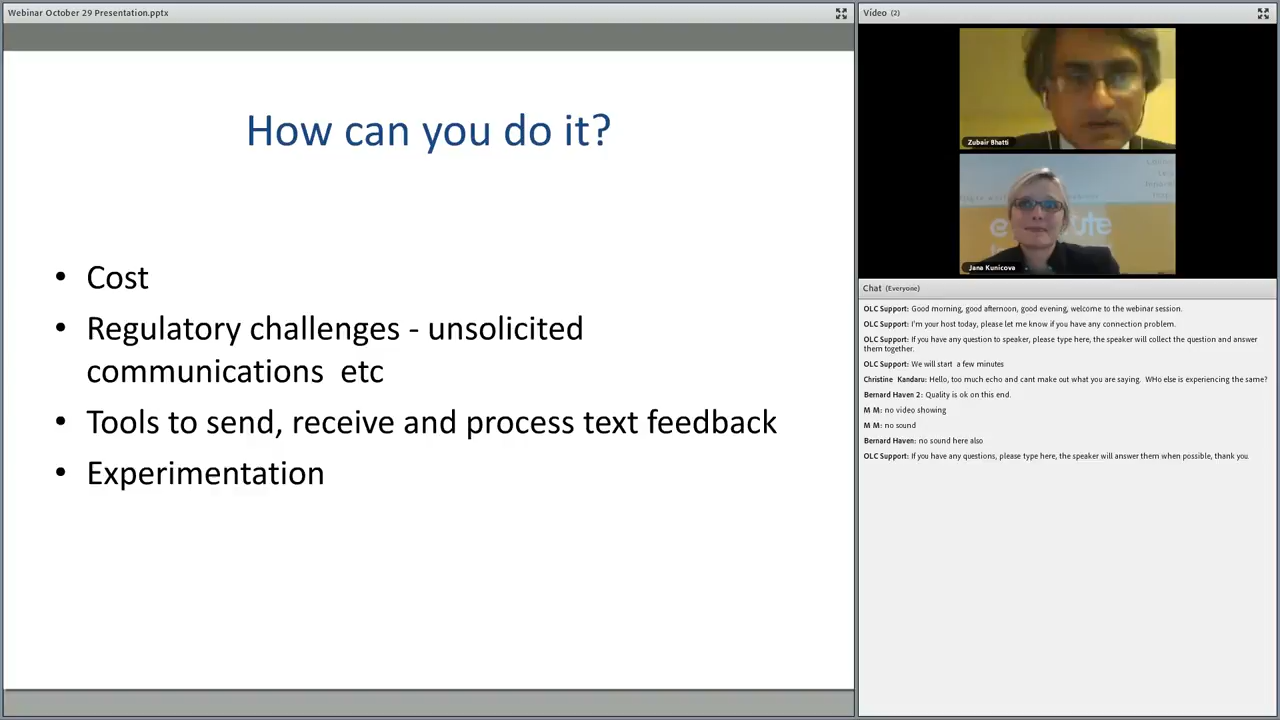 Webinar October 29 Presentation.pptx
How can you do it?
• Cost
• Regulatory challenges - unsolicited
communications  etc
• Tools to send, receive and process text feedback
• Experimentation
Vídeo (2)
Zubair Bhatti
Jana Kunicova
Chat (Everyone)
OLC Support: Good morning, good afternoon, good evening, welcome to the webinar session.
OLC Support: I'm your host today, please let me know if you have any connection problem.
OLC Support: If you have any question to speaker, please type here, the speaker will collect the question and answer
them together.
OLC Support: We will start  a few minutes
Christine  Kandaru: Hello, too much echo and cant make out what you are saying.  WHo else is experiencing the same?
Bernard Haven 2: Quality is ok on this end.
M M: no video showing
M M: no sound
Bernard Haven: no sound here also
OLC Support: If you have any questions, please type here, the speaker will answer them when possible, thank you.